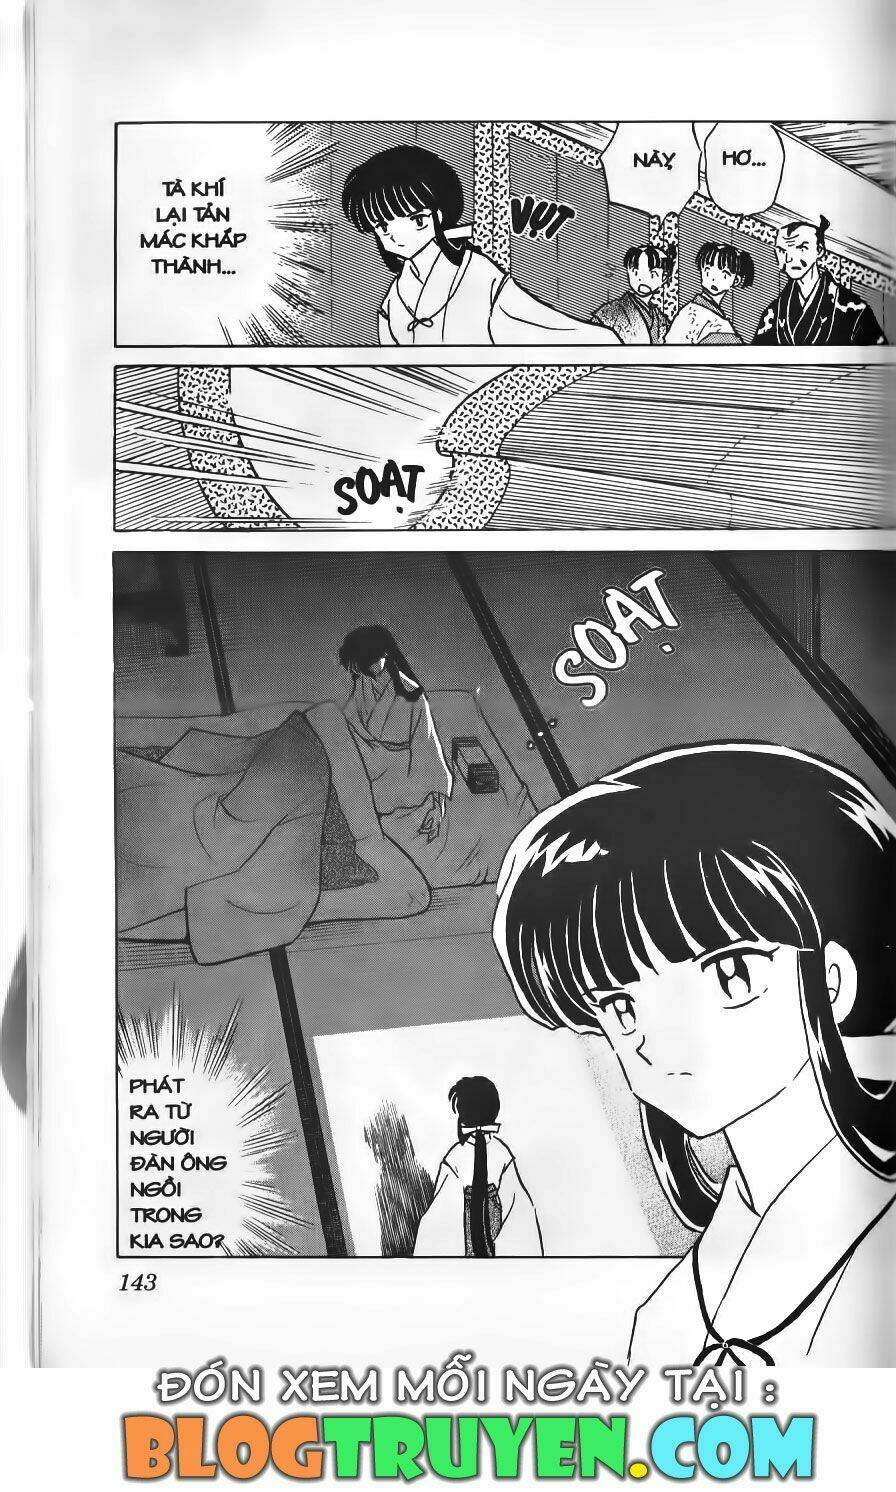 TÀ KHÍ
LẠI TẢN
MÁC KHẮP
THÀNH...
VỤT
NÀY,
HƠ...
SOẠT
SOẠT
PHÁT
RA TỪ
NGƯỜI
ĐÀN ÔNG
NGỒI
TRONG
KIA SAO?
143
ĐÓN XEM MỖI NGÀY TẠI :
BLOGTRUYEN.COM